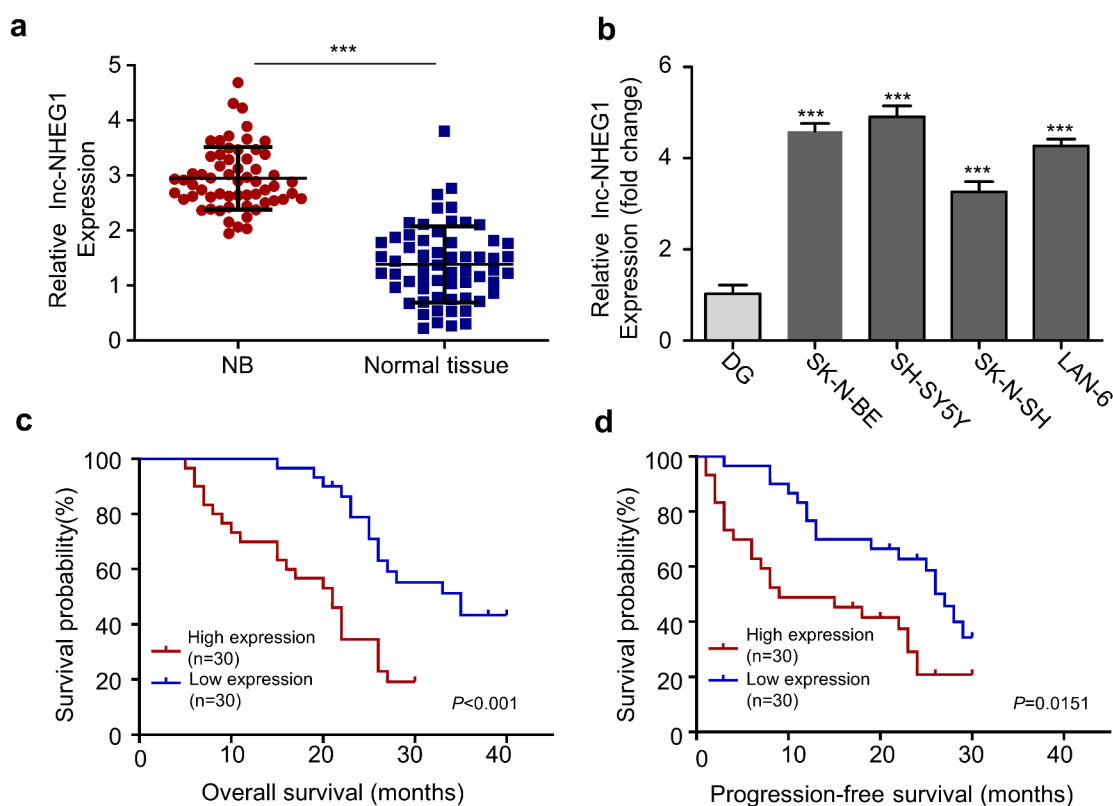 a
***
Relative lnc-NHEG1
Expression
5
4
3
2
1
0
NB
Normal tissue
b
Relative lnc-NHEG1
Expression (fold change)
6
4
2
0
***
***
***
***
DG
SK-N-BE
SH-SY5Y
SK-N-SH
LAN-6
c
Survival probability(%)
100
80
60
40
20
0
High expression
(n=30)
Low expression
(n=30)
P<0.001
0
10
20
30
40
Overall survival (months)
d
Survival probability(%)
100
80
60
40
20
0
High expression
(n=30)
Low expression
(n=30)
P=0.0151
0
10
20
30
40
Progression-free survival (months)